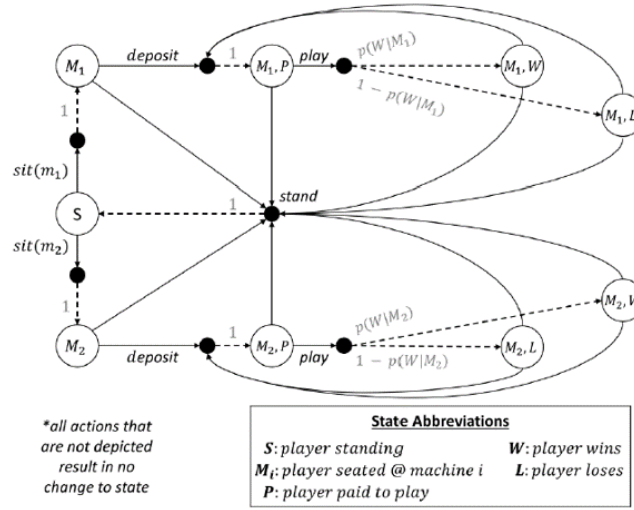 M₁
deposit
1
M₁, P
play
p(W|M₁)
1 − p(W|M₁)
M₁, W
M₁, L
1
sit(m₁)
S
1
stand
sit(m₂)
1
M₂
deposit
1
M₂, P
play
p(W|M₂)
1 − p(W|M₂)
M₂, W
M₂, L
*all actions that
are not depicted
result in no
change to state
State Abbreviations
S: player standing W: player wins
Mᵢ: player seated @ machine i L: player loses
P: player paid to play